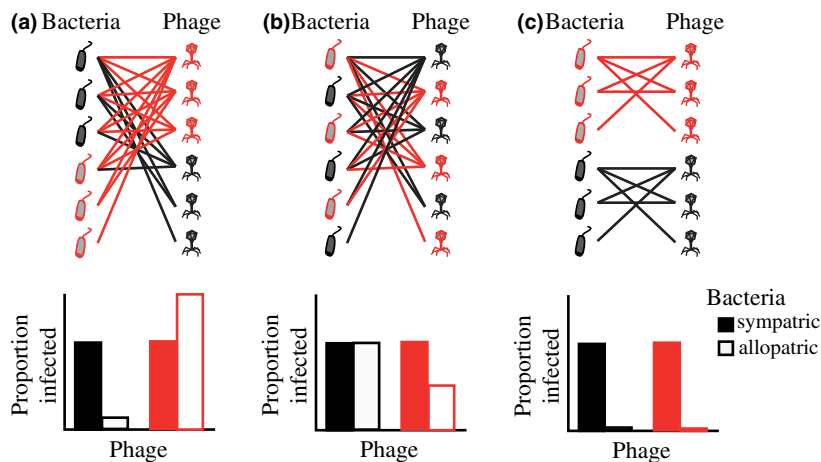 Bacteria Phage
(a)
Bacteria Phage
(b)
Bacteria Phage
(c)
Proportion
infected
Phage
Proportion
infected
Phage
Proportion
infected
Phage
Bacteria
sympatric
allopatric